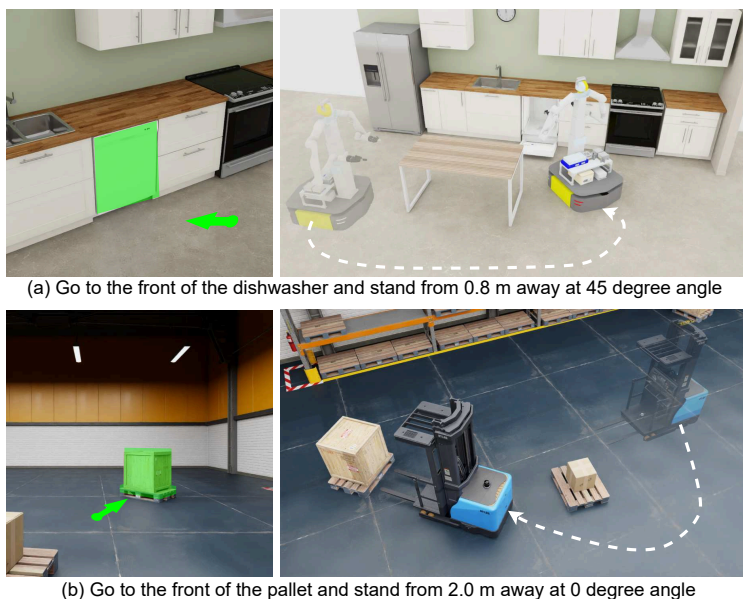 (a) Go to the front of the dishwasher and stand from 0.8 m away at 45 degree angle
(b) Go to the front of the pallet and stand from 2.0 m away at 0 degree angle